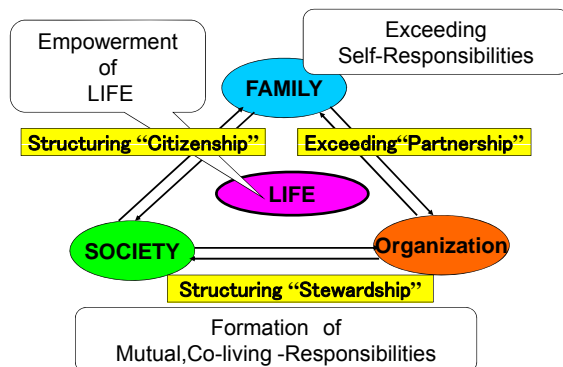 Empowerment
of
LIFE
Exceeding
Self-Responsibilities
FAMILY
Structuring “Citizenship”
Exceeding“Partnership”
LIFE
SOCIETY
Organization
Structuring “Stewardship”
Formation of
Mutual,Co-living -Responsibilities